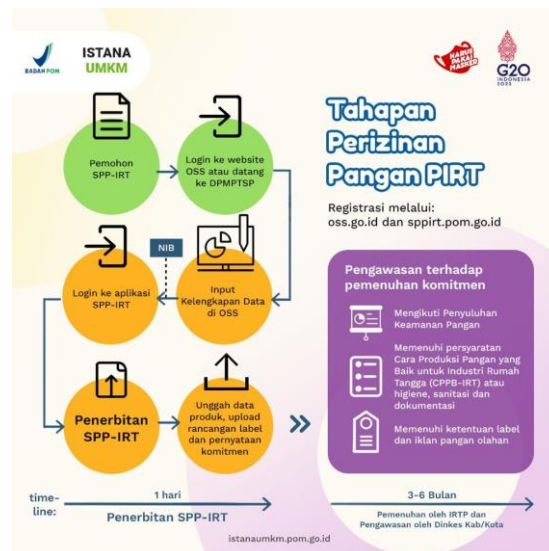 BADAN POM
ISTANA
UMKM
HARUS
PAKAI
MASKER
G20
INDONESIA
2022
Tahapan
Perizinan
Pangan PIRT
Registrasi melalui:
oss.go.id dan sppirt.pom.go.id
Pemohon
SPP-IRT
Login ke website
OSS atau datang
ke DPMPTSP
NIB
Input
Kelengkapan Data
di OSS
Login ke aplikasi
SPP-IRT
Penerbitan
SPP-IRT
Unggah data
produk, upload
rancangan label
dan pernyataan
komitmen
Pengawasan terhadap
pemenuhan komitmen
Mengikuti Penyuluhan
Keamanan Pangan
Memenuhi persyaratan
Cara Produksi Pangan yang
Baik untuk Industri Rumah
Tangga (CPPB-IRT) atau
higiene, sanitasi dan
dokumentasi
Memenuhi ketentuan label
dan iklan pangan olahan
time-
line:
1 hari
Penerbitan SPP-IRT
3-6 Bulan
Pemenuhan oleh IRTP dan
Pengawasan oleh Dinkes Kab/Kota
istanaumkm.pom.go.id